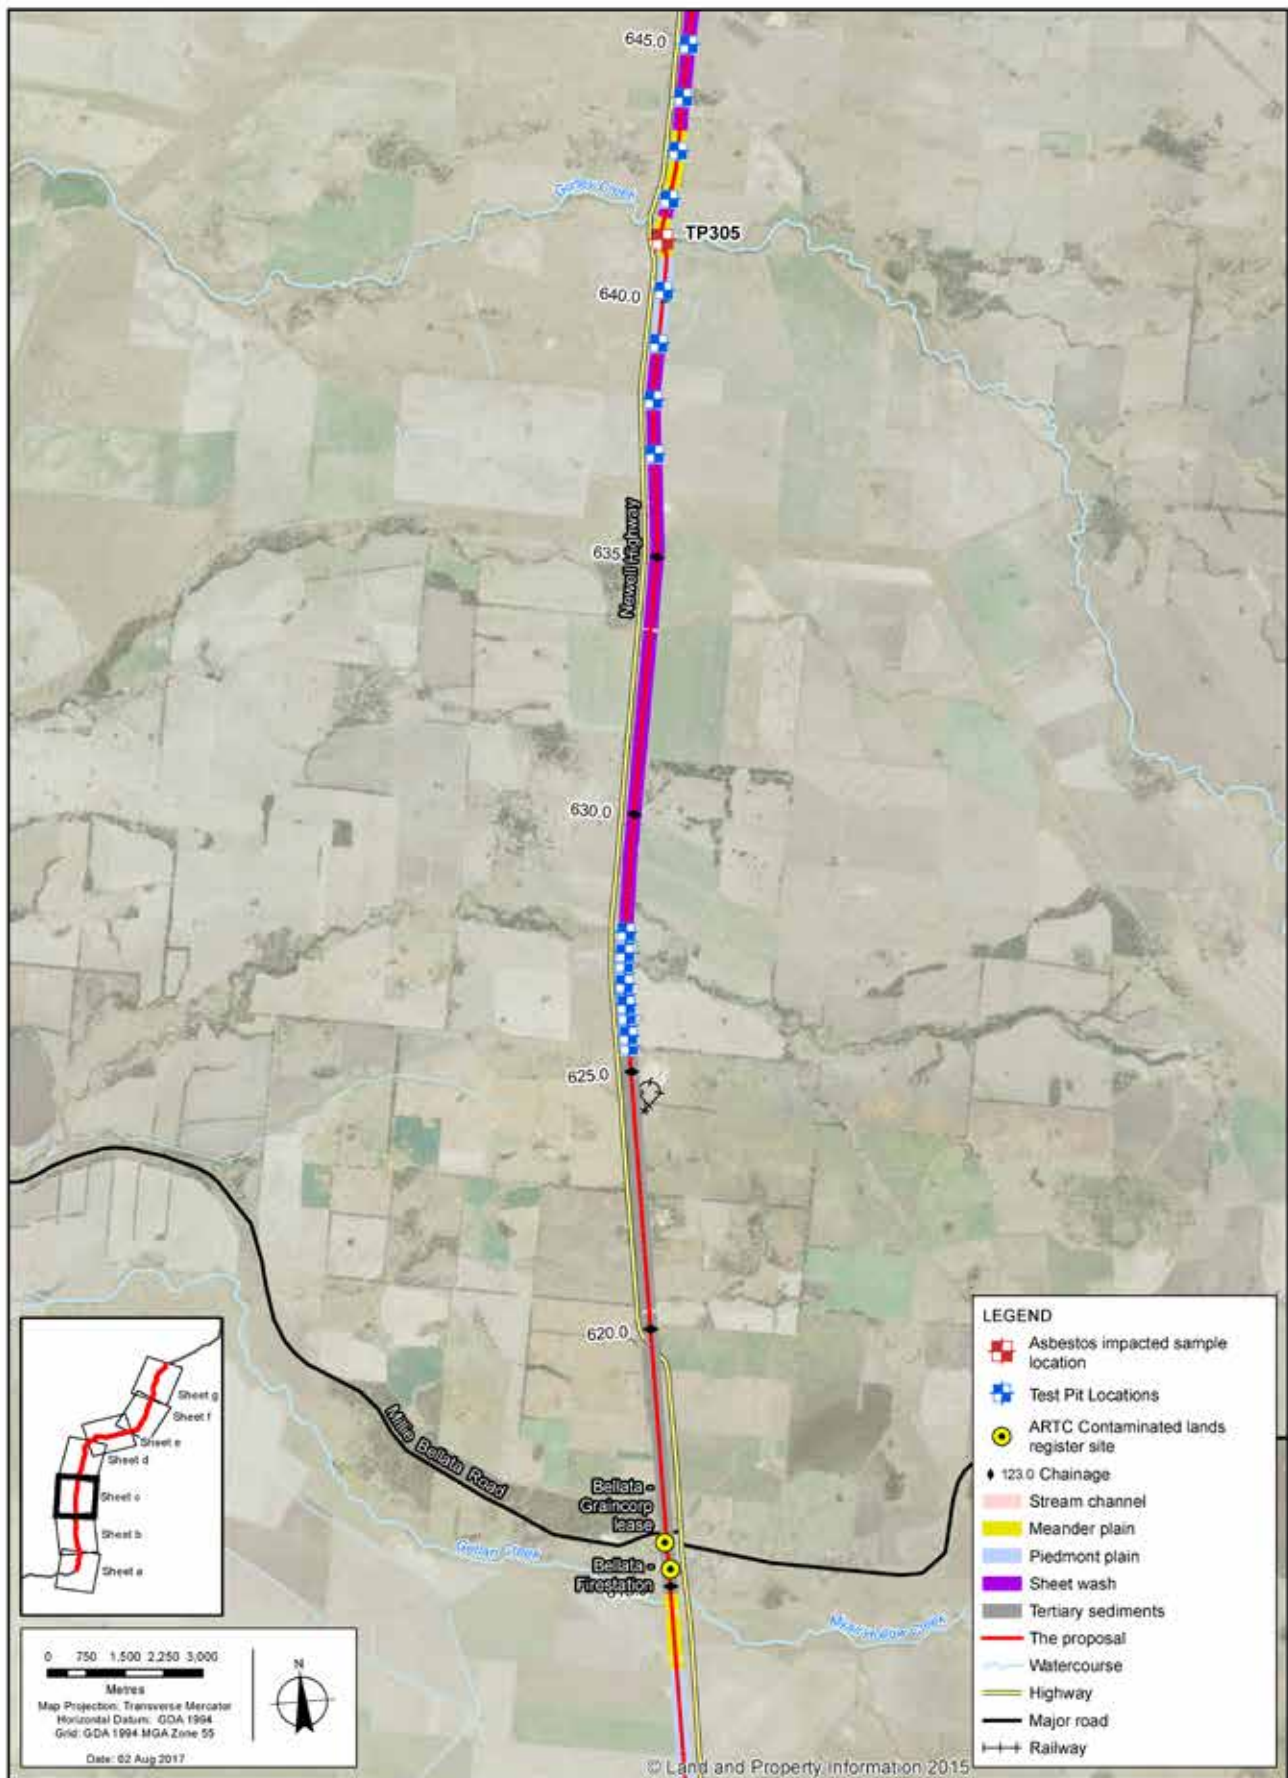 645.0
Gurley Creek
TP305
640.0
Newell Highway
635.
630.0
625.0
620.0
Millie Bellata Road
Bellata -
Graincorp
lease
Gehan Creek
Bellata -
Firestation
Hollow Creek
Sheet g
Sheet f
Sheet e
Sheet d
Sheet c
Sheet b
Sheet a
0 750 1,500 2,250 3,000
Metres
Map Projection: Transverse Mercator
Horizontal Datum: GDA 1994
Grid: GDA 1994 MGA Zone 55
Date: 02 Aug 2017
N
LEGEND
Asbestos impacted sample
location
Test Pit Locations
ARTC Contaminated lands
register site
123.0 Chainage
Stream channel
Meander plain
Piedmont plain
Sheet wash
Tertiary sediments
The proposal
Watercourse
Highway
Major road
Railway
© Land and Property Information 2015